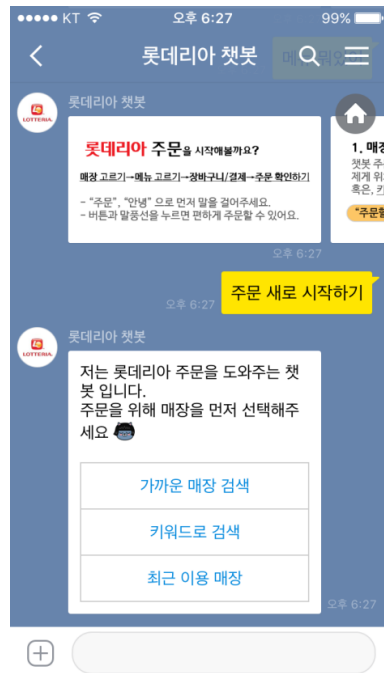 KT 오후 6:27 99%
롯데리아 챗봇
롯데리아 챗봇
LOTTERIA
롯데리아 주문을 시작해볼까요?
매장 고르기→메뉴 고르기→장바구니/결제→주문 확인하기
- "주문", "안녕" 으로 먼저 말을 걸어주세요.
- 버튼과 말풍선을 누르면 편하게 주문할 수 있어요.
1. 매장
챗봇 주
제게 위
혹은, 키
"주문
오후 6:27
주문 새로 시작하기
오후 6:27
롯데리아 챗봇
LOTTERIA
저는 롯데리아 주문을 도와주는 챗
봇 입니다.
주문을 위해 매장을 먼저 선택해주
세요
가까운 매장 검색
키워드로 검색
최근 이용 매장
오후 6:27